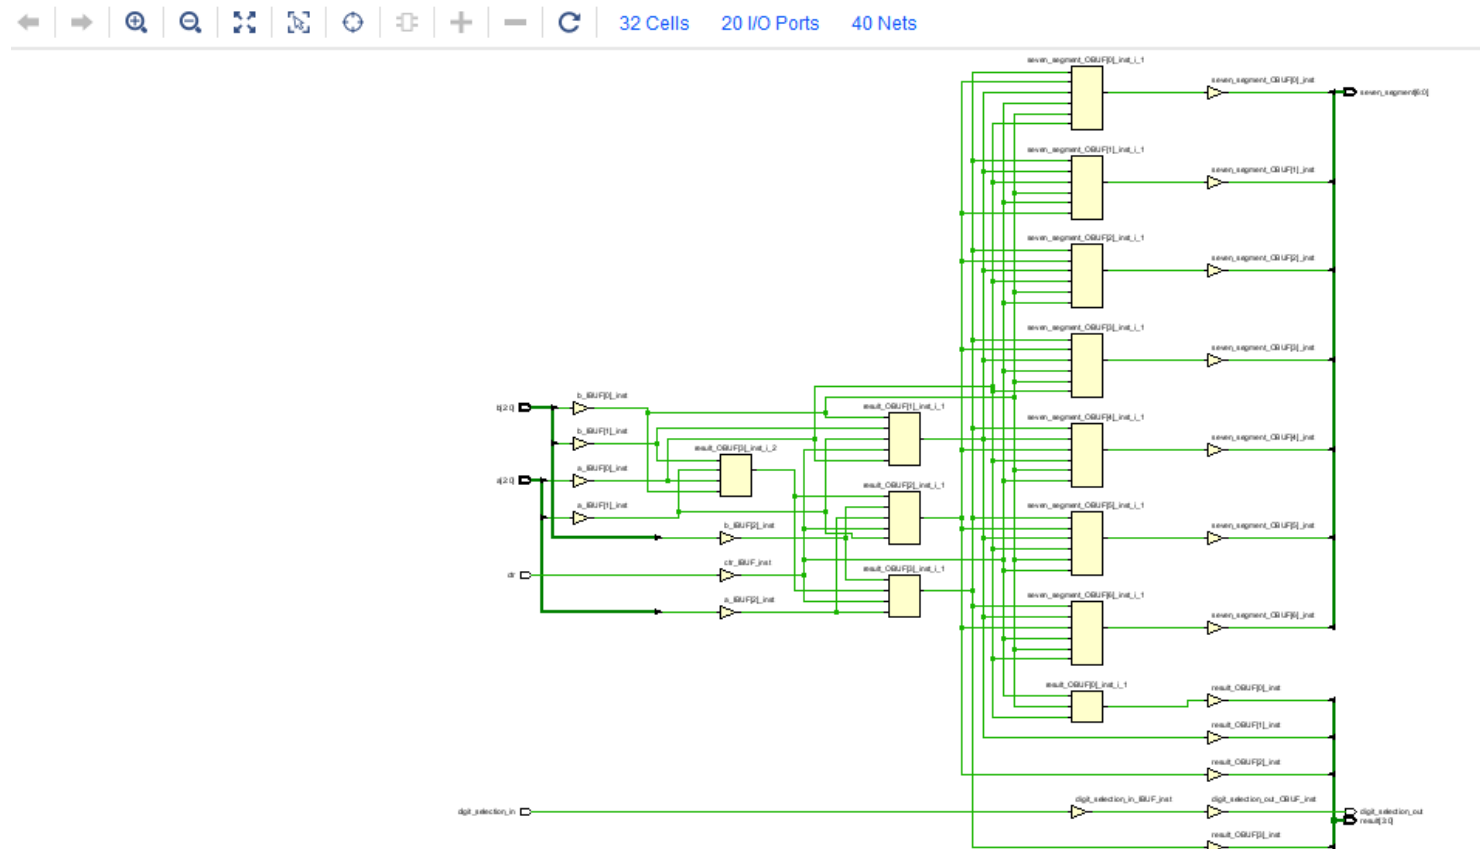 32 Cells 20 I/O Ports 40 Nets
seven_segment_OBUF[0]_inst_i_1
seven_segment_OBUF[0]_inst
seven_segment[6:0]
seven_segment_OBUF[1]_inst_i_1
seven_segment_OBUF[1]_inst
seven_segment_OBUF[2]_inst_i_1
seven_segment_OBUF[2]_inst
seven_segment_OBUF[3]_inst_i_1
seven_segment_OBUF[3]_inst
b_IBUF[0]_inst
b[2:0]
result_OBUF[1]_inst_i_1
seven_segment_OBUF[4]_inst_i_1
seven_segment_OBUF[4]_inst
b_IBUF[1]_inst
result_OBUF[3]_inst_i_2
a_IBUF[0]_inst
a[2:0]
result_OBUF[2]_inst_i_1
a_IBUF[1]_inst
seven_segment_OBUF[5]_inst_i_1
seven_segment_OBUF[5]_inst
b_IBUF[2]_inst
ctr_IBUF_inst
ctr
result_OBUF[3]_inst_i_1
a_IBUF[2]_inst
seven_segment_OBUF[6]_inst_i_1
seven_segment_OBUF[6]_inst
result_OBUF[0]_inst_i_1
result_OBUF[0]_inst
result_OBUF[1]_inst
result_OBUF[2]_inst
digit_selection_in
digit_selection_in_IBUF_inst
digit_selection_out_OBUF_inst
digit_selection_out
result[3:0]
result_OBUF[3]_inst